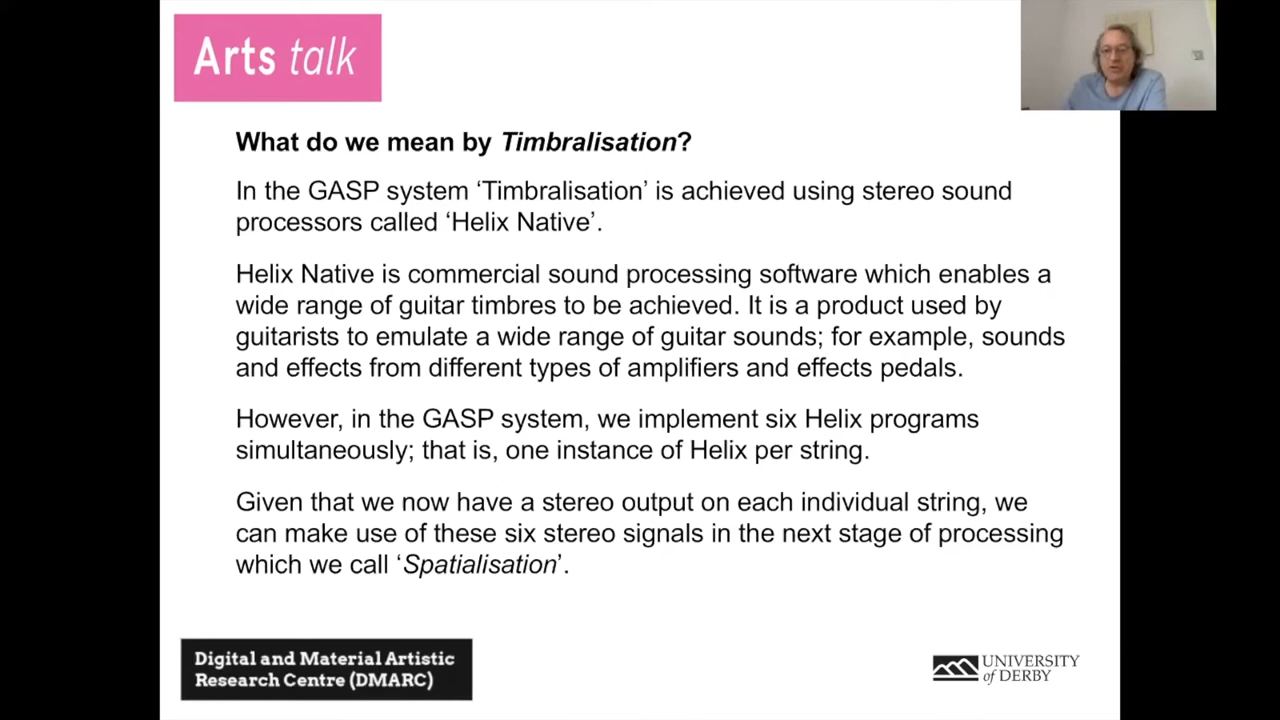 Arts talk
What do we mean by Timbralisation?
In the GASP system ‘Timbralisation’ is achieved using stereo sound
processors called ‘Helix Native’.
Helix Native is commercial sound processing software which enables a
wide range of guitar timbres to be achieved. It is a product used by
guitarists to emulate a wide range of guitar sounds; for example, sounds
and effects from different types of amplifiers and effects pedals.
However, in the GASP system, we implement six Helix programs
simultaneously; that is, one instance of Helix per string.
Given that we now have a stereo output on each individual string, we
can make use of these six stereo signals in the next stage of processing
which we call ‘Spatialisation’.
Digital and Material Artistic
Research Centre (DMARC)
UNIVERSITY
of DERBY